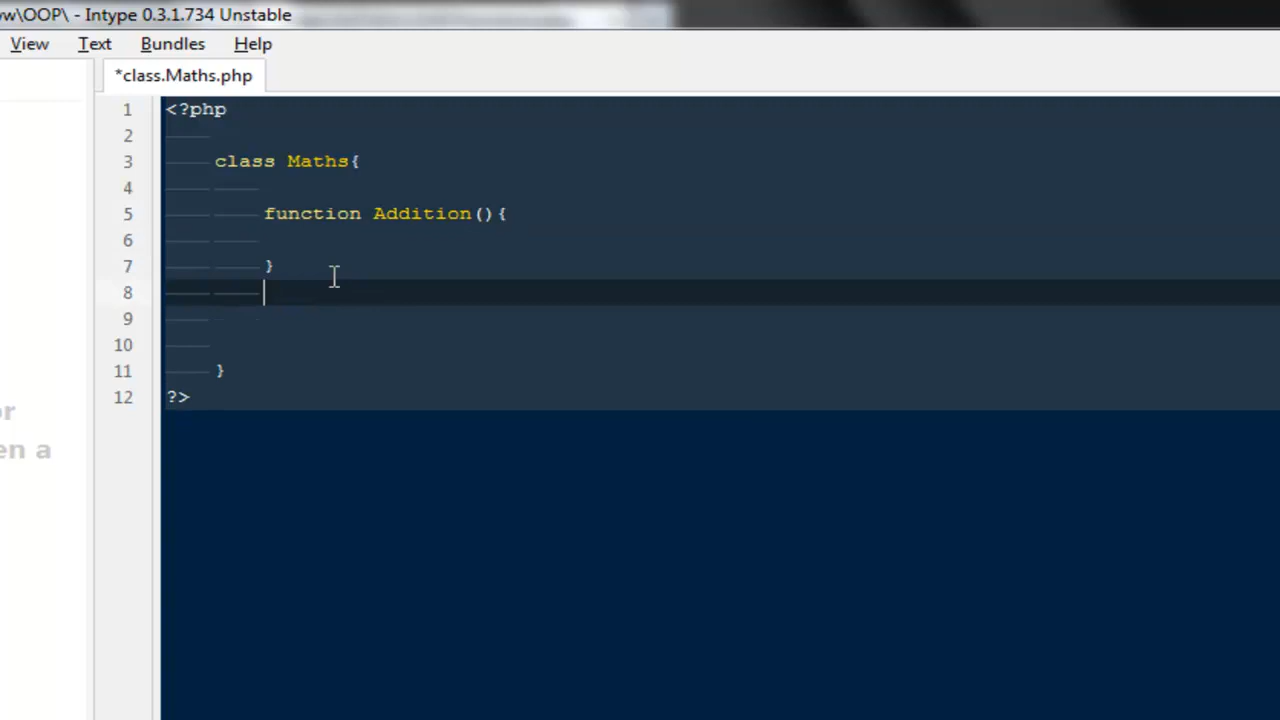 \OOP\ - Intype 0.3.1.734 Unstable
View Text Bundles Help
*class.Maths.php
1 <?php
2
3 class Maths{
4
5 function Addition(){
6
7 }
8
9
10
11 }
12 ?>